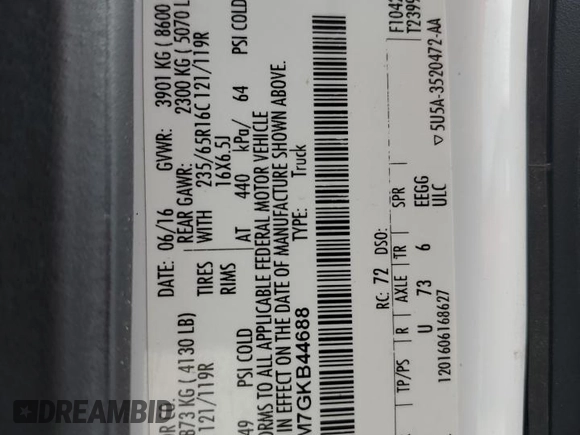 DATE: 06/16 GVWR: 3901 KG ( 8600
873 KG ( 4130 LB) REAR GAWR: 2300 KG ( 5070 L
121/119R TIRES WITH 235/65R16C 121/119R
RIMS 16X6.5J
49 PSI COLD AT 440 kPa/ 64 PSI COLD
ORMS TO ALL APPLICABLE FEDERAL MOTOR VEHICLE
IN EFFECT ON THE DATE OF MANUFACTURE SHOWN ABOVE.
M7GKB44688 TYPE: Truck
RC: 72 DSO: F1042
T2399
TP/PS R AXLE TR SPR
U 73 6 EEGG
ULC
1201606168627 ▽5U5A-3520472-AA
DREAMBID